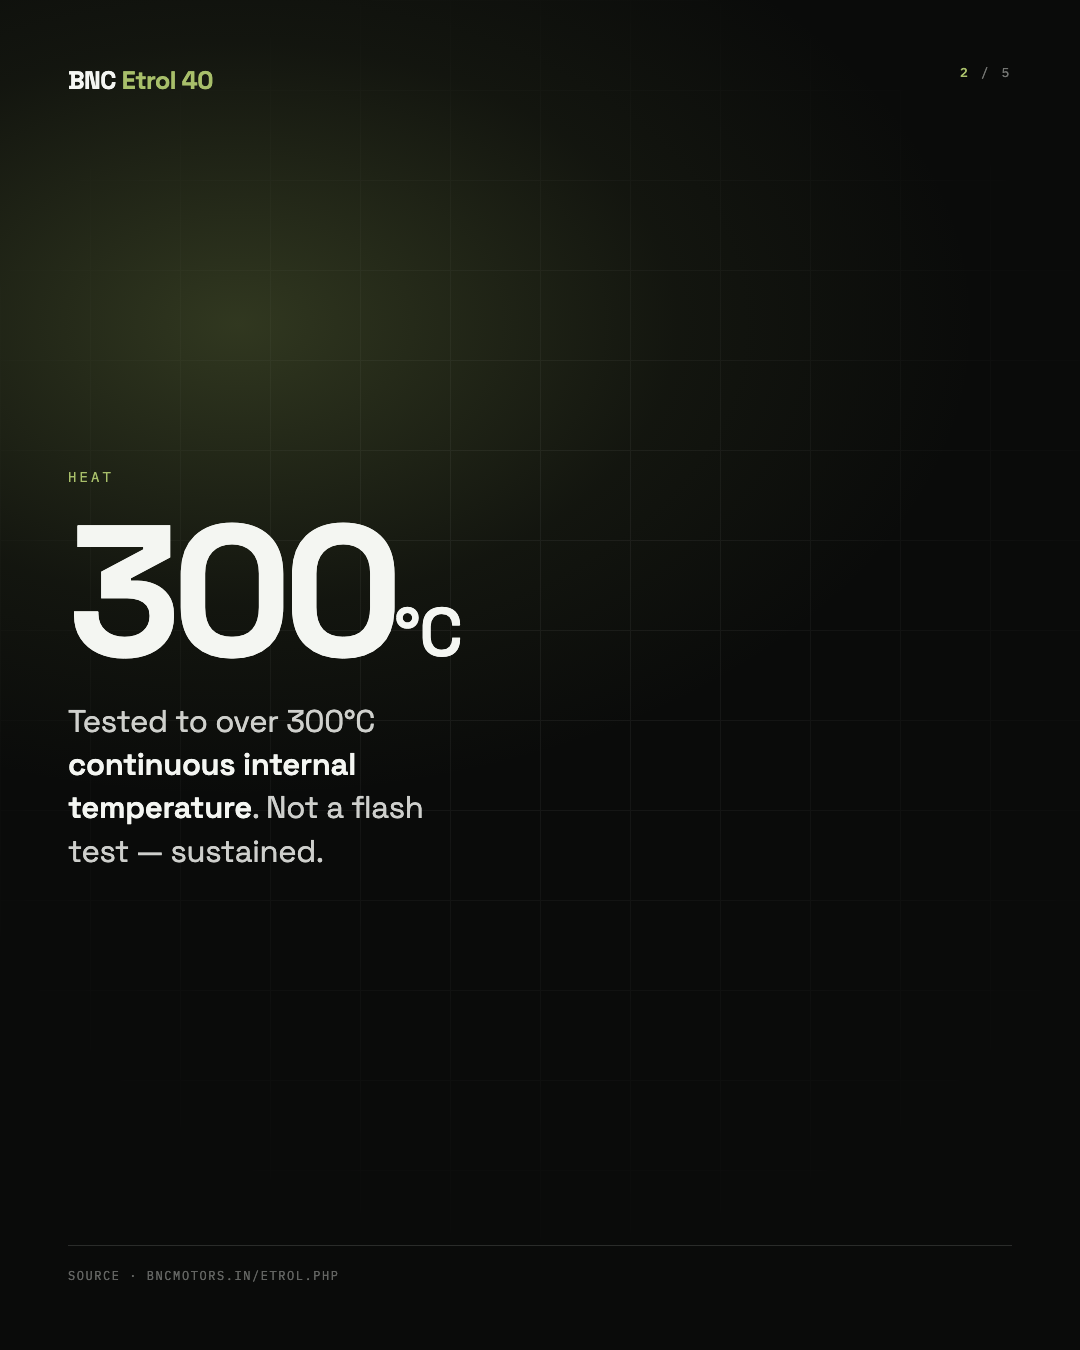 BNC Etrol 40
2 / 5
HEAT
300°C
Tested to over 300°C
continuous internal
temperature. Not a flash
test — sustained.
SOURCE · BNCMOTORS.IN/ETROL.PHP